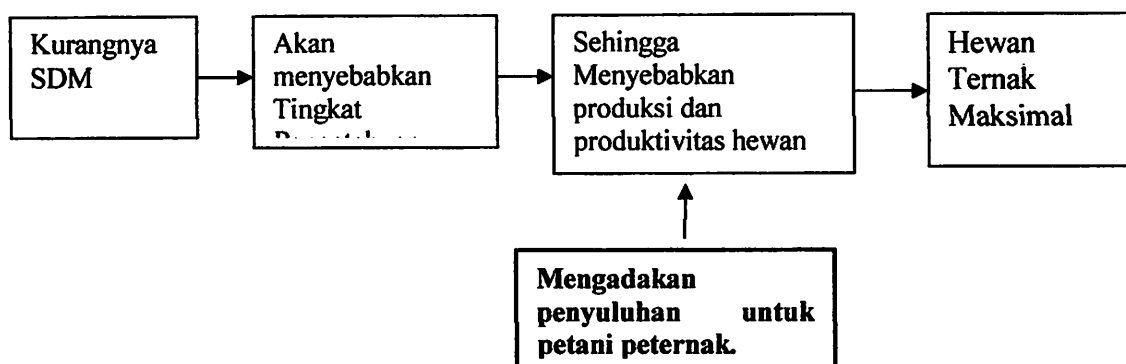 Kurangnya
SDM
Akan
menyebabkan
Tingkat
Sehingga
Menyebabkan
produksi dan
produktivitas hewan
Hewan
Ternak
Maksimal
Mengadakan
penyuluhan untuk
petani peternak.